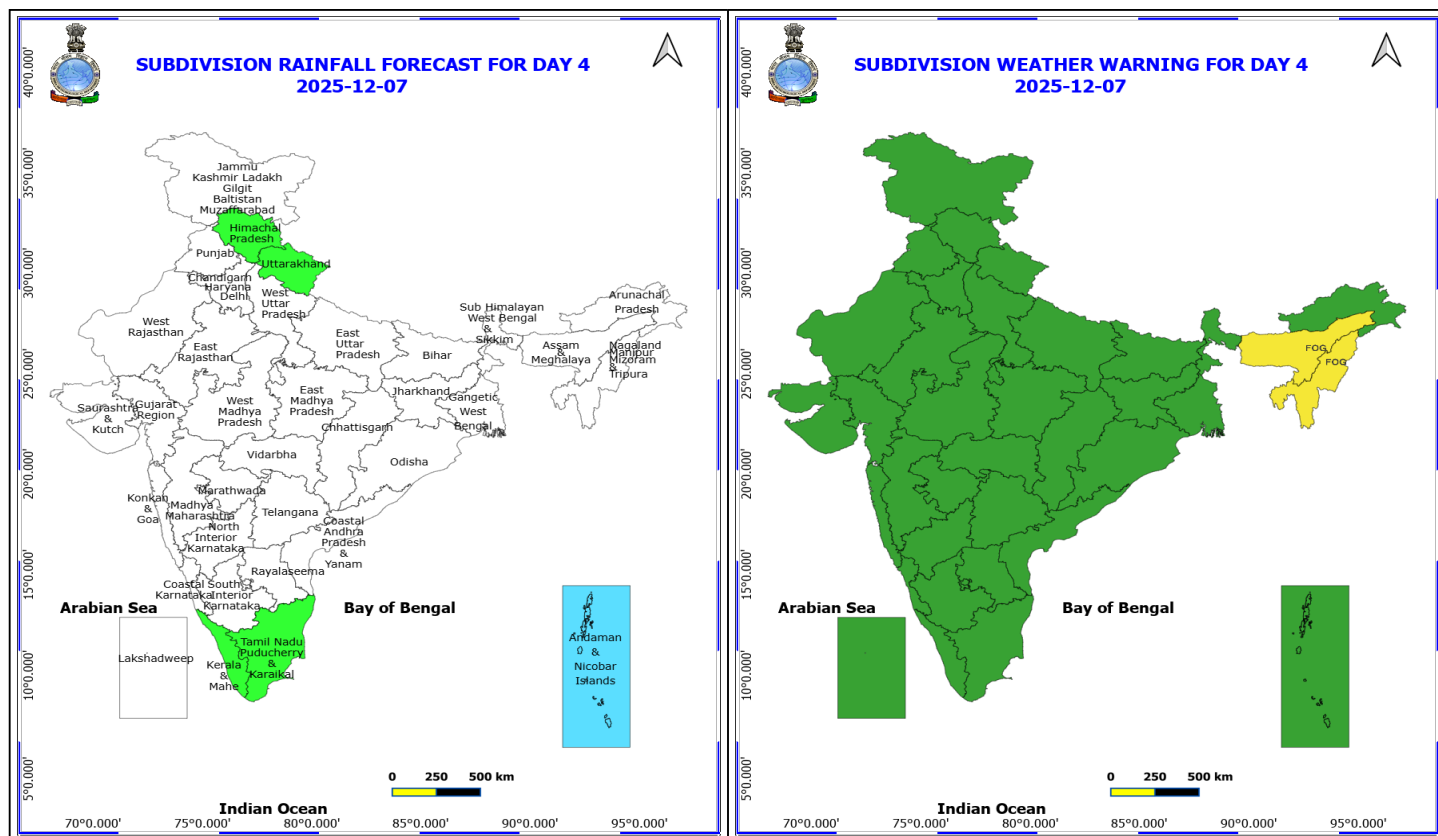 SUBDIVISION RAINFALL FORECAST FOR DAY 4
2025-12-07
40°0.000'
35°0.000'
30°0.000'
25°0.000'
20°0.000'
15°0.000'
10°0.000'
5°0.000'
Jammu
Kashmir Ladakh
Gilgit
Baltistan
Muzaffarabad
Himachal
Pradesh
Punjab
Uttarakhand
Chandigarh
Haryana
Delhi
West
Uttar
Pradesh
West
Rajasthan
East
Rajasthan
East
Uttar
Pradesh
Bihar
Sub Himalayan
West Bengal
&
Sikkim
Arunachal
Pradesh
Assam
&
Meghalaya
Nagaland
Manipur
Mizoram
&
Tripura
Saurashtra
&
Kutch
Gujarat
Region
West
Madhya
Pradesh
East
Madhya
Pradesh
Jharkhand
Gangetic
West
Bengal
Chhattisgarh
Vidarbha
Odisha
Konkan
&
Goa
Madhya
Maharashtra
Marathwada
Telangana
North
Interior
Karnataka
Coastal
Andhra
Pradesh
&
Yanam
Rayalaseema
Coastal
Karnataka
South
Interior
Karnataka
Arabian Sea
Bay of Bengal
Lakshadweep
Kerala
&
Mahe
Tamil Nadu
Puducherry
&
Karaikal
Andaman
&
Nicobar
Islands
0 250 500 km
Indian Ocean
70°0.000' 75°0.000' 80°0.000' 85°0.000' 90°0.000' 95°0.000'
SUBDIVISION WEATHER WARNING FOR DAY 4
2025-12-07
40°0.000'
35°0.000'
30°0.000'
25°0.000'
20°0.000'
15°0.000'
10°0.000'
5°0.000'
FOG
FOG
Arabian Sea
Bay of Bengal
0 250 500 km
Indian Ocean
70°0.000' 75°0.000' 80°0.000' 85°0.000' 90°0.000' 95°0.000'